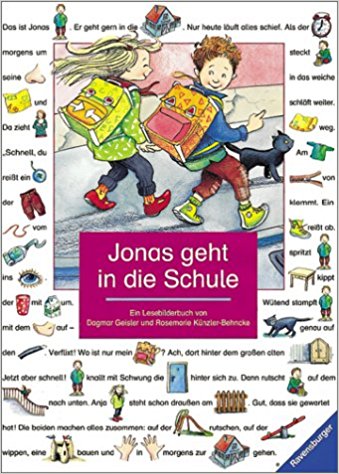 Das ist Jonas . Er geht gern in die . Nur heute läuft alles schief. Als der
morgens um steckt
seine in das weiche
und schläft weiter.
Da zieht weg.
„Schnell, du Am
reißt ein von
der klemmt. Ein
vom reißt ab.
und spritzt
ins kippt
der mit um. Wütend stampft
mit dem auf– genau auf
den . Verflixt! Wo ist nur mein ? Ach, dort hinter dem großen alten
Jetzt aber schnell! knallt mit Schwung die hinter sich zu. Dann rutscht auf dem
nach unten. Anja steht schon draußen am . Gut, dass sie gewartet
hat! Die beiden machen alles zusammen: auf der rutschen, auf der
wippen, eine bauen und in zur gehen.
Jonas geht
in die Schule
Ein Lesebilderbuch von
Dagmar Geisler und Rosemarie Künzler-Behncke
Ravensburger